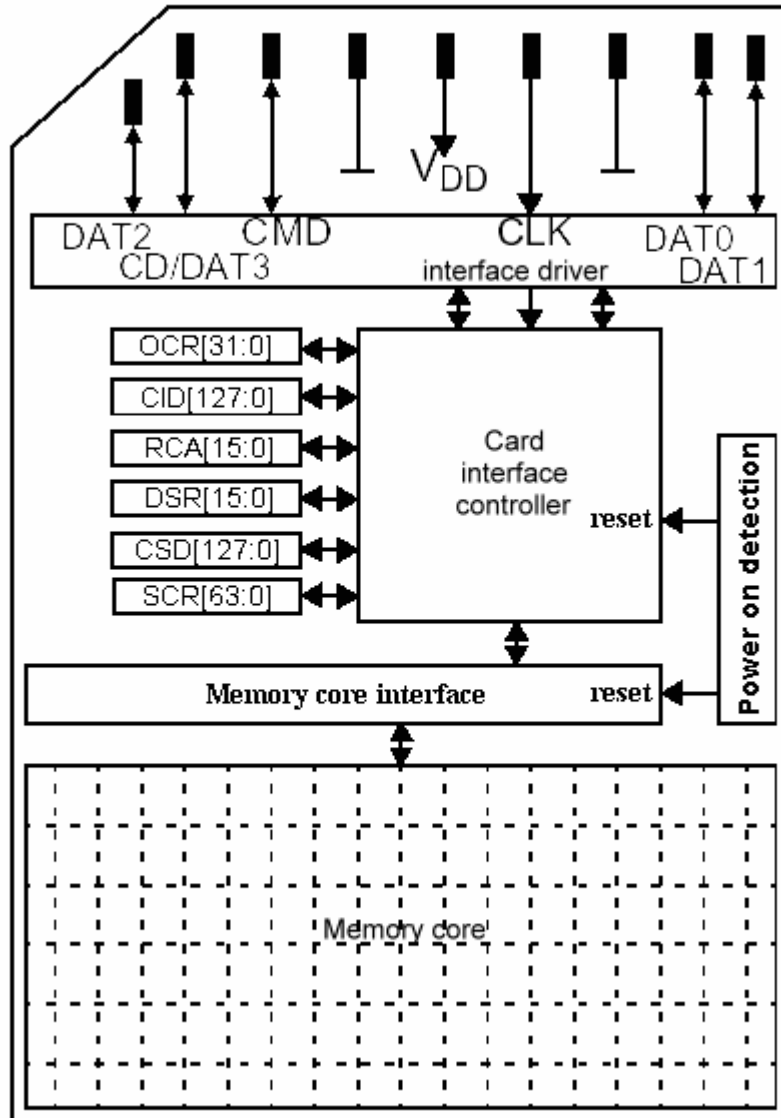 VDD
DAT2 CMD CLK DAT0
CD/DAT3 interface driver DAT1
OCR[31:0]
CID[127:0]
RCA[15:0]
DSR[15:0]
CSD[127:0]
SCR[63:0]
Card
interface
controller
reset
Power on detection
Memory core interface reset
Memory core